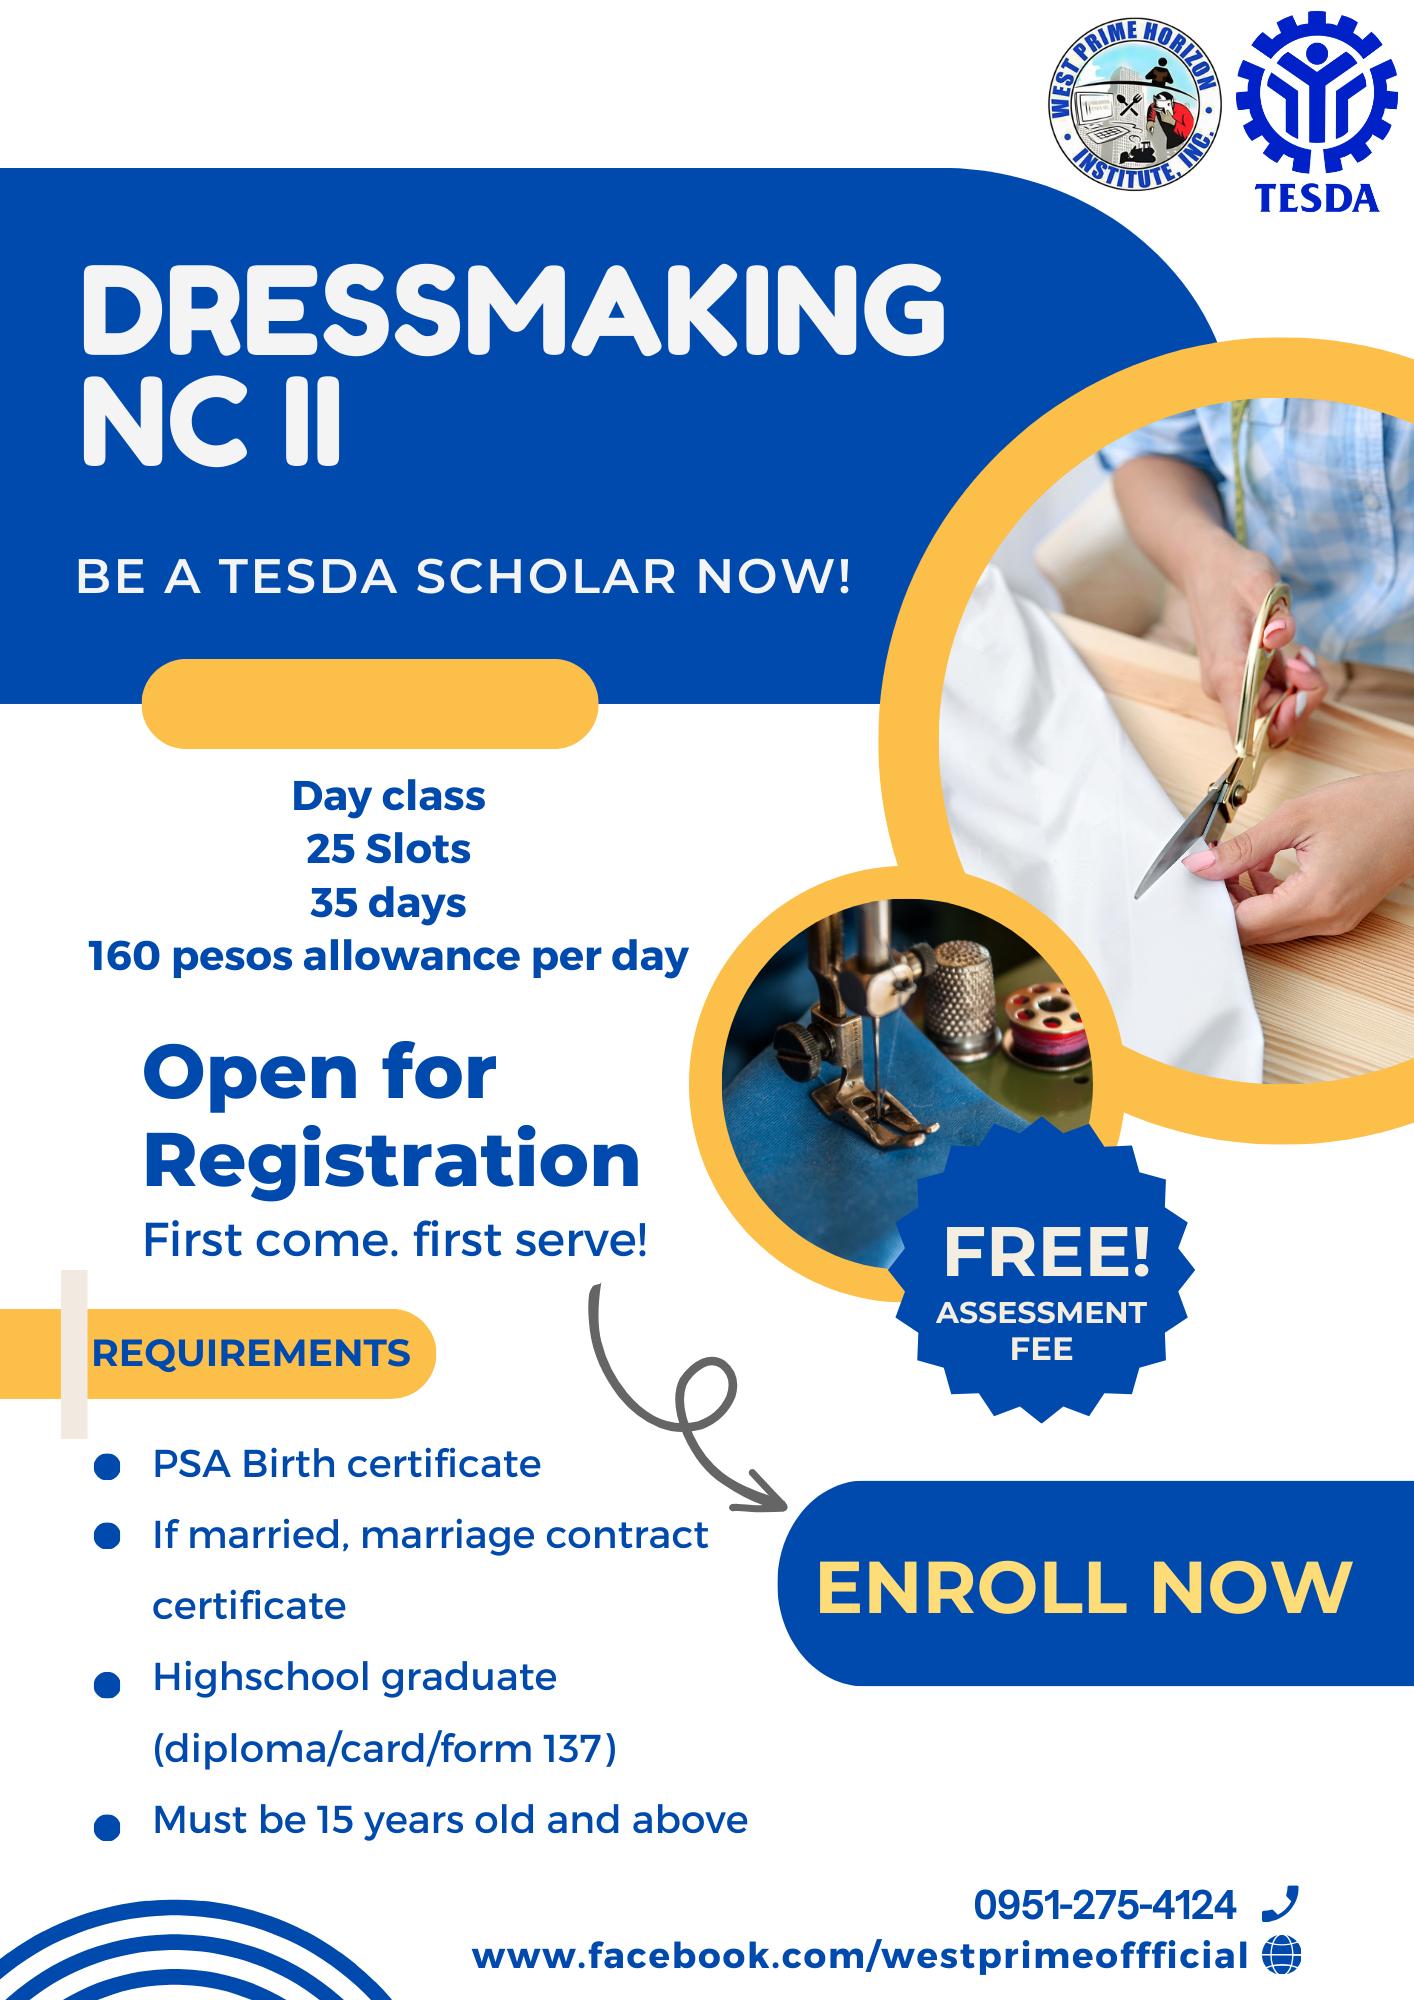 WEST PRIME HORIZON
INSTITUTE, INC.
TESDA
DRESSMAKING
NC II
BE A TESDA SCHOLAR NOW!
Day class
25 Slots
35 days
160 pesos allowance per day
Open for
Registration
First come. first serve!
FREE!
ASSESSMENT
FEE
REQUIREMENTS
PSA Birth certificate
If married, marriage contract
certificate
Highschool graduate
(diploma/card/form 137)
Must be 15 years old and above
ENROLL NOW
0951-275-4124
www.facebook.com/westprimeoffficial